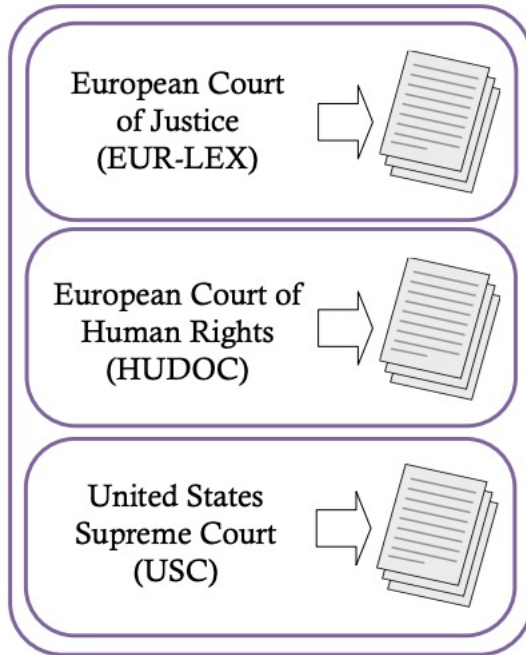 European Court
of Justice
(EUR-LEX)
European Court of
Human Rights
(HUDOC)
United States
Supreme Court
(USC)